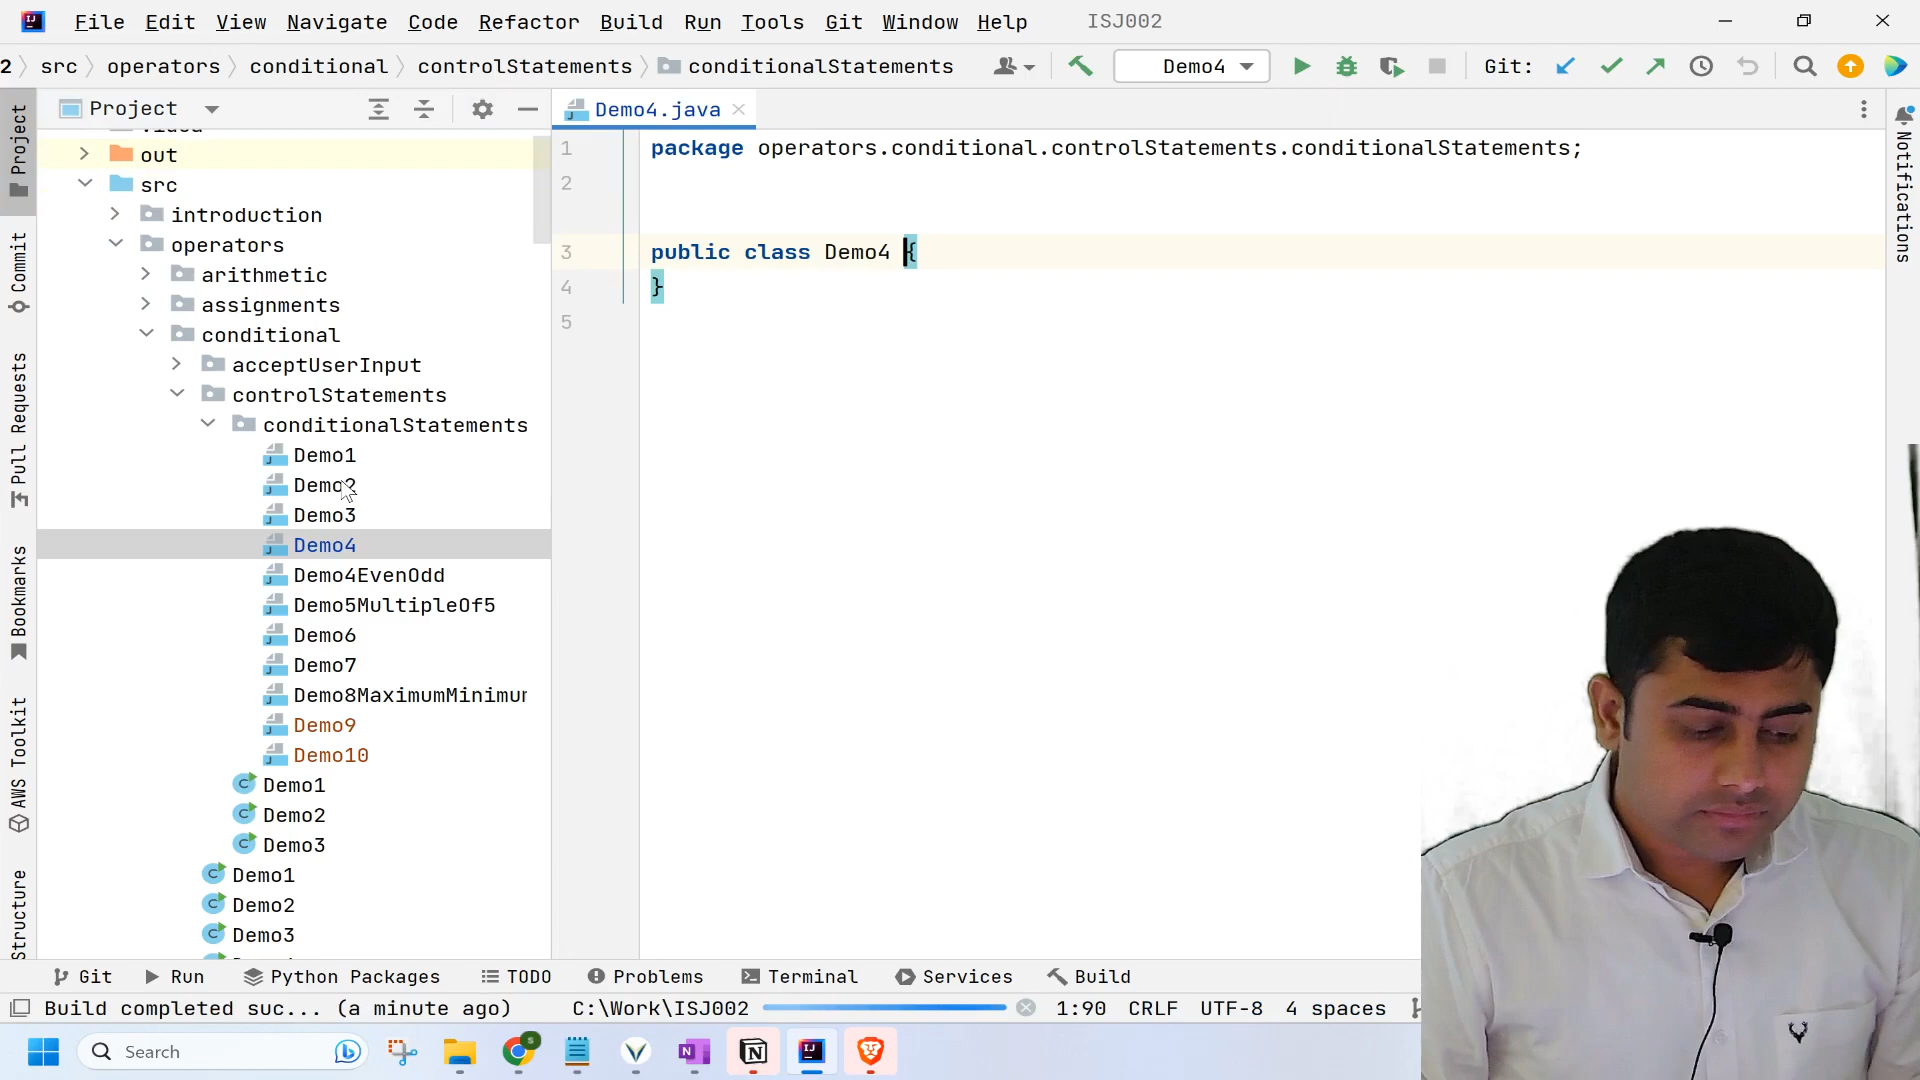 File Edit View Navigate Code Refactor Build Run Tools Git Window Help ISJ002
2 src operators conditional controlStatements conditionalStatements Demo4 Git:
Project
Demo4.java
out
src
introduction
operators
arithmetic
assignments
conditional
acceptUserInput
controlStatements
conditionalStatements
Demo1
Demo2
Demo3
Demo4
Demo4EvenOdd
Demo5MultipleOf5
Demo6
Demo7
Demo8MaximumMinimu
Demo9
Demo10
Demo1
Demo2
Demo3
Demo1
Demo2
Demo3
1 package operators.conditional.controlStatements.conditionalStatements;
2
3 public class Demo4 {
4 }
5
Project
Commit
Pull Requests
Bookmarks
AWS Toolkit
Structure
Notifications
Git Run Python Packages TODO Problems Terminal Services Build
Build completed suc... (a minute ago) C:\Work\ISJ002 1:90 CRLF UTF-8 4 spaces
Search